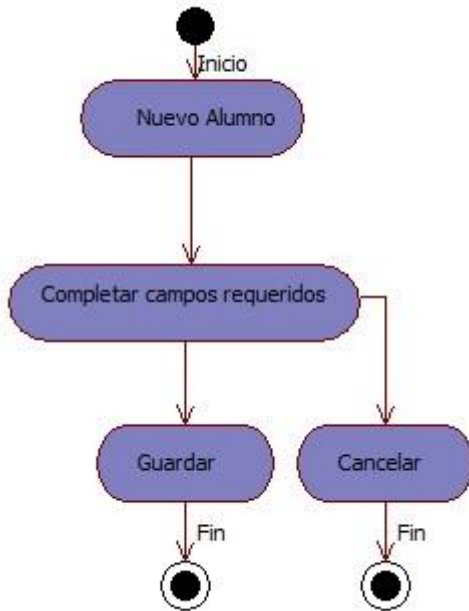 Inicio
Nuevo Alumno
Completar campos requeridos
Guardar
Cancelar
Fin
Fin